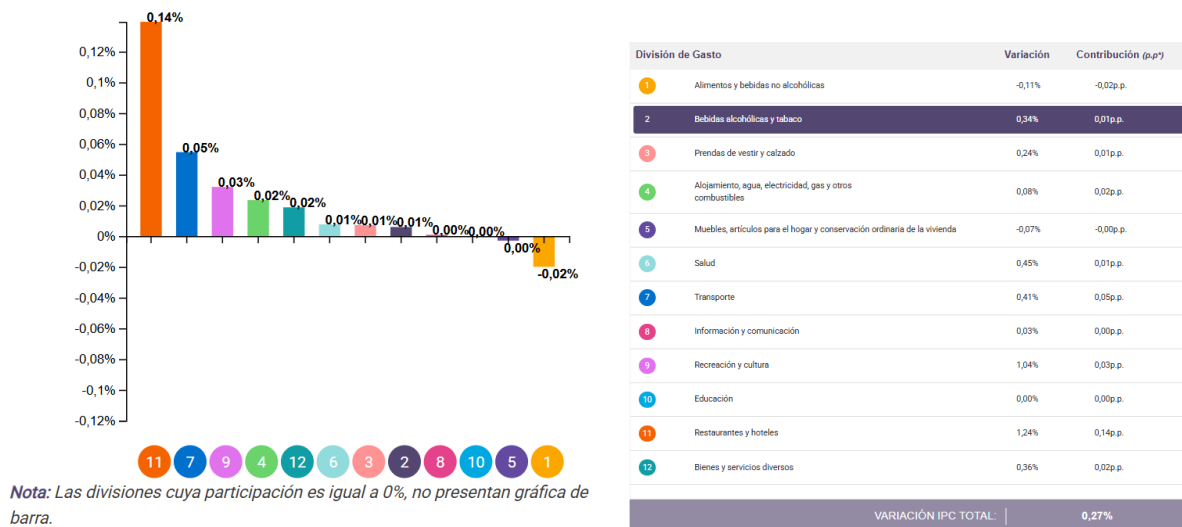 0,14%
0,12%
0,1%
0,08%
0,06%
0,04%
0,02%
0%
-0,02%
-0,04%
-0,06%
-0,08%
-0,1%
-0,12%
0,05%
0,03%
0,02%
0,02%
0,01%
0,01%
0,01%
0,00%
0,00%
0,00%
-0,02%
11 7 9 4 12 6 3 2 8 10 5 1
Nota: Las divisiones cuya participación es igual a 0%, no presentan gráfica de
barra.
División de Gasto Variación Contribución (p.p*)
1 Alimentos y bebidas no alcohólicas -0,11% -0,02p.p.
2 Bebidas alcohólicas y tabaco 0,34% 0,01p.p.
3 Prendas de vestir y calzado 0,24% 0,01p.p.
4 Alojamiento, agua, electricidad, gas y otros
combustibles 0,08% 0,02p.p.
5 Muebles, artículos para el hogar y conservación ordinaria de la vivienda -0,07% -0,00p.p.
6 Salud 0,45% 0,01p.p.
7 Transporte 0,41% 0,05p.p.
8 Información y comunicación 0,03% 0,00p.p.
9 Recreación y cultura 1,04% 0,03p.p.
10 Educación 0,00% 0,00p.p.
11 Restaurantes y hoteles 1,24% 0,14p.p.
12 Bienes y servicios diversos 0,36% 0,02p.p.
VARIACIÓN IPC TOTAL: 0,27%